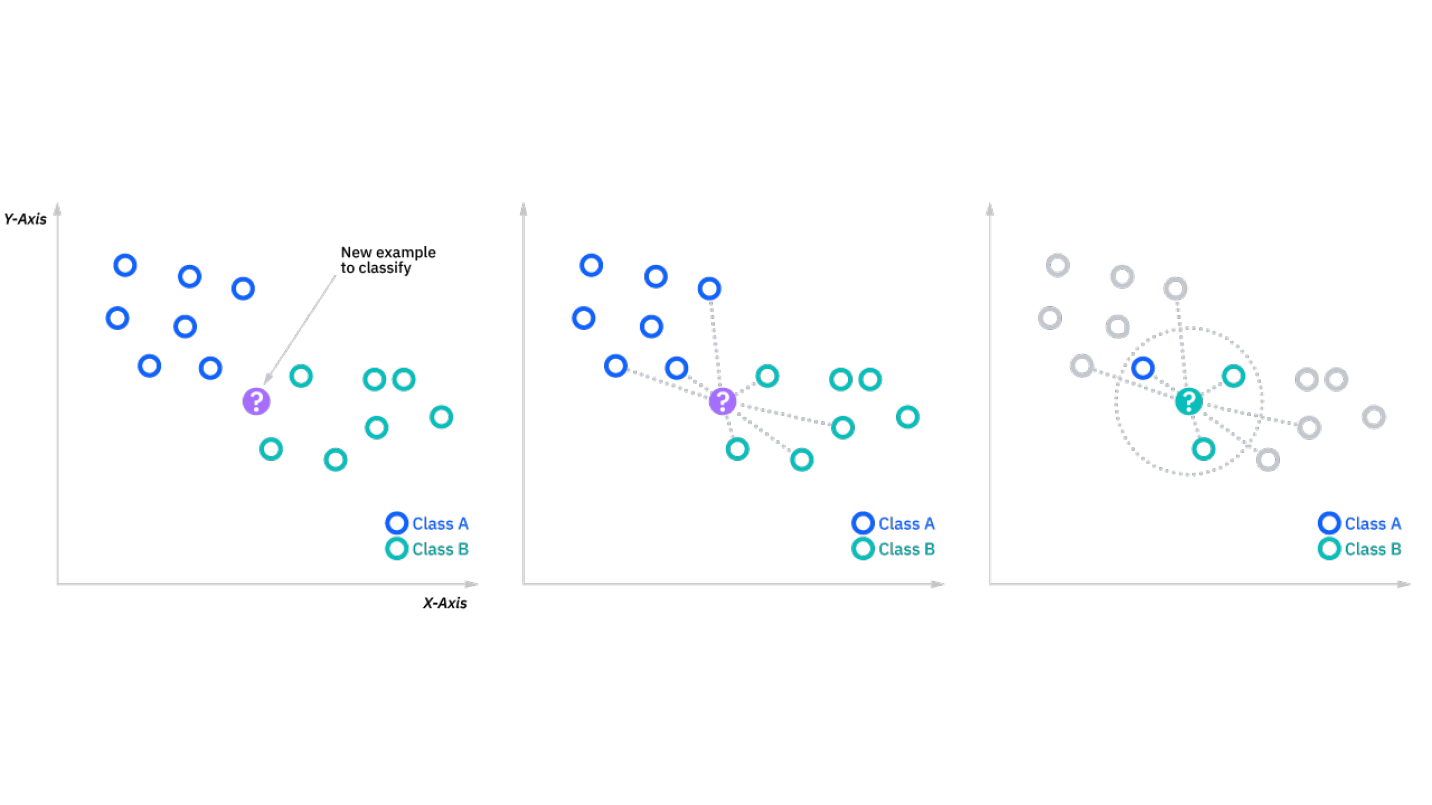 Y-Axis
New example
to classify
?
Class A
Class B
X-Axis
?
Class A
Class B
?
Class A
Class B